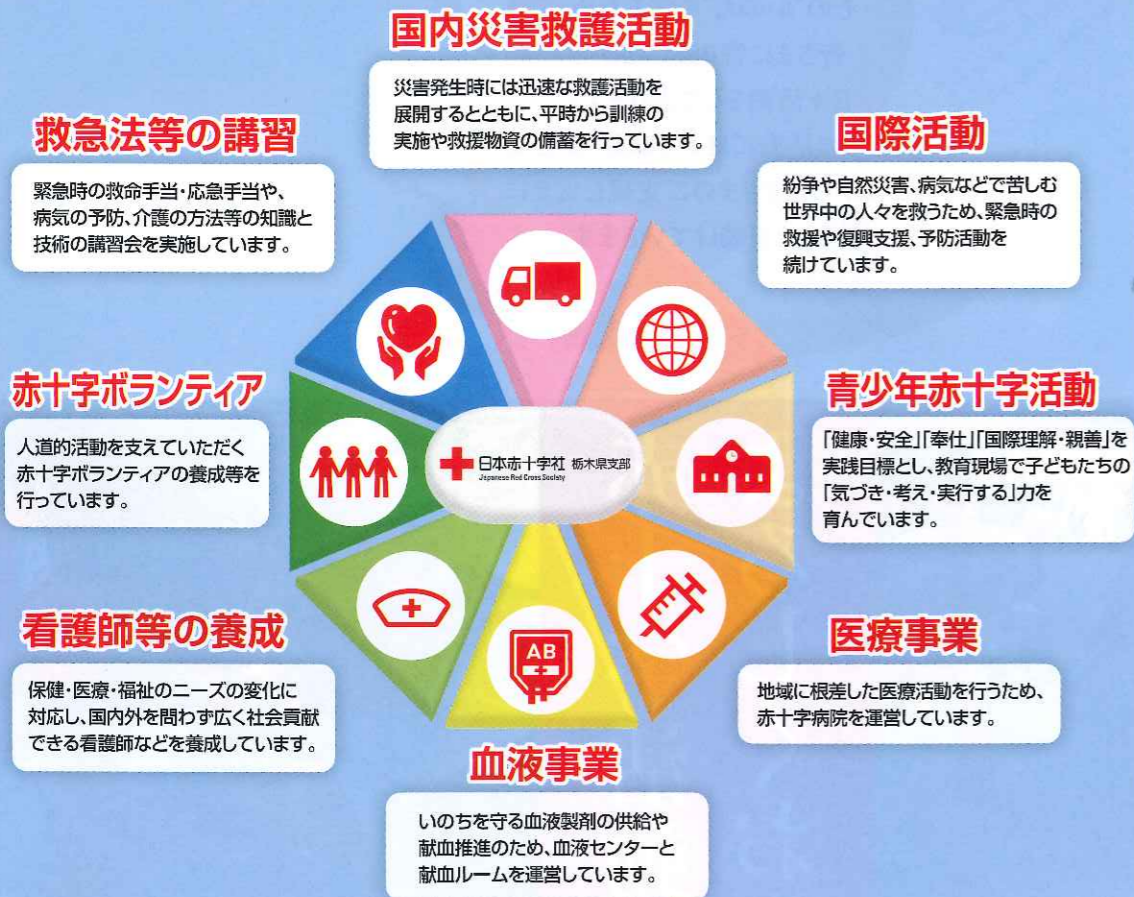 国内災害救護活動
災害発生時には迅速な救護活動を
展開するとともに、平時から訓練の
実施や救援物資の備蓄を行っています。
救急法等の講習
緊急時の救命手当・応急手当や、
病気の予防、介護の方法等の知識と
技術の講習会を実施しています。
国際活動
紛争や自然災害、病気などで苦しむ
世界中の人々を救うため、緊急時の
救援や復興支援、予防活動を
続けています。
赤十字ボランティア
人道的活動を支えていただく
赤十字ボランティアの養成等を
行っています。
日本赤十字社 栃木県支部
Japanese Red Cross Society
青少年赤十字活動
「健康・安全」「奉仕」「国際理解・親善」を
実践目標とし、教育現場で子どもたちの
「気づき・考え・実行する」力を
育んでいます。
看護師等の養成
保健・医療・福祉のニーズの変化に
対応し、国内外を問わず広く社会貢献
できる看護師などを養成しています。
AB
医療事業
地域に根差した医療活動を行うため、
赤十字病院を運営しています。
血液事業
いのちを守る血液製剤の供給や
献血推進のため、血液センターと
献血ルームを運営しています。